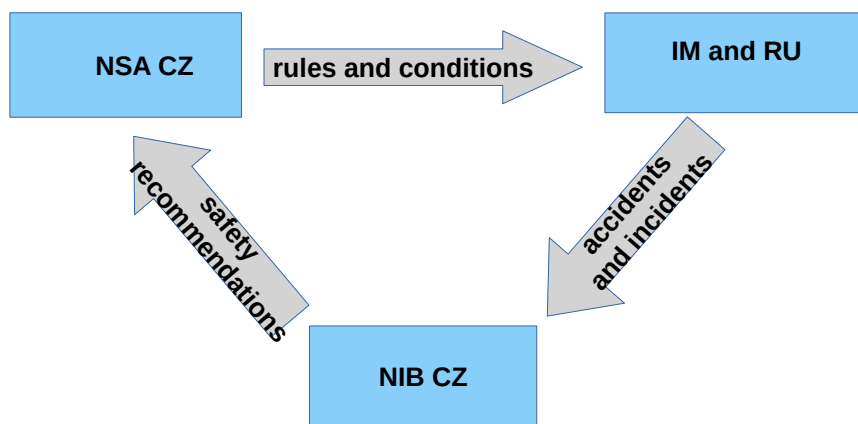 NSA CZ
rules and conditions
IM and RU
accidents
and incidents
safety
recommendations
NIB CZ